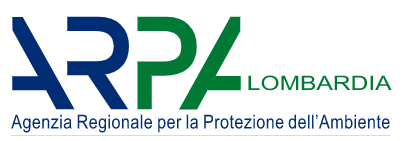 ARPA LOMBARDIA
Agenzia Regionale per la Protezione dell'Ambiente